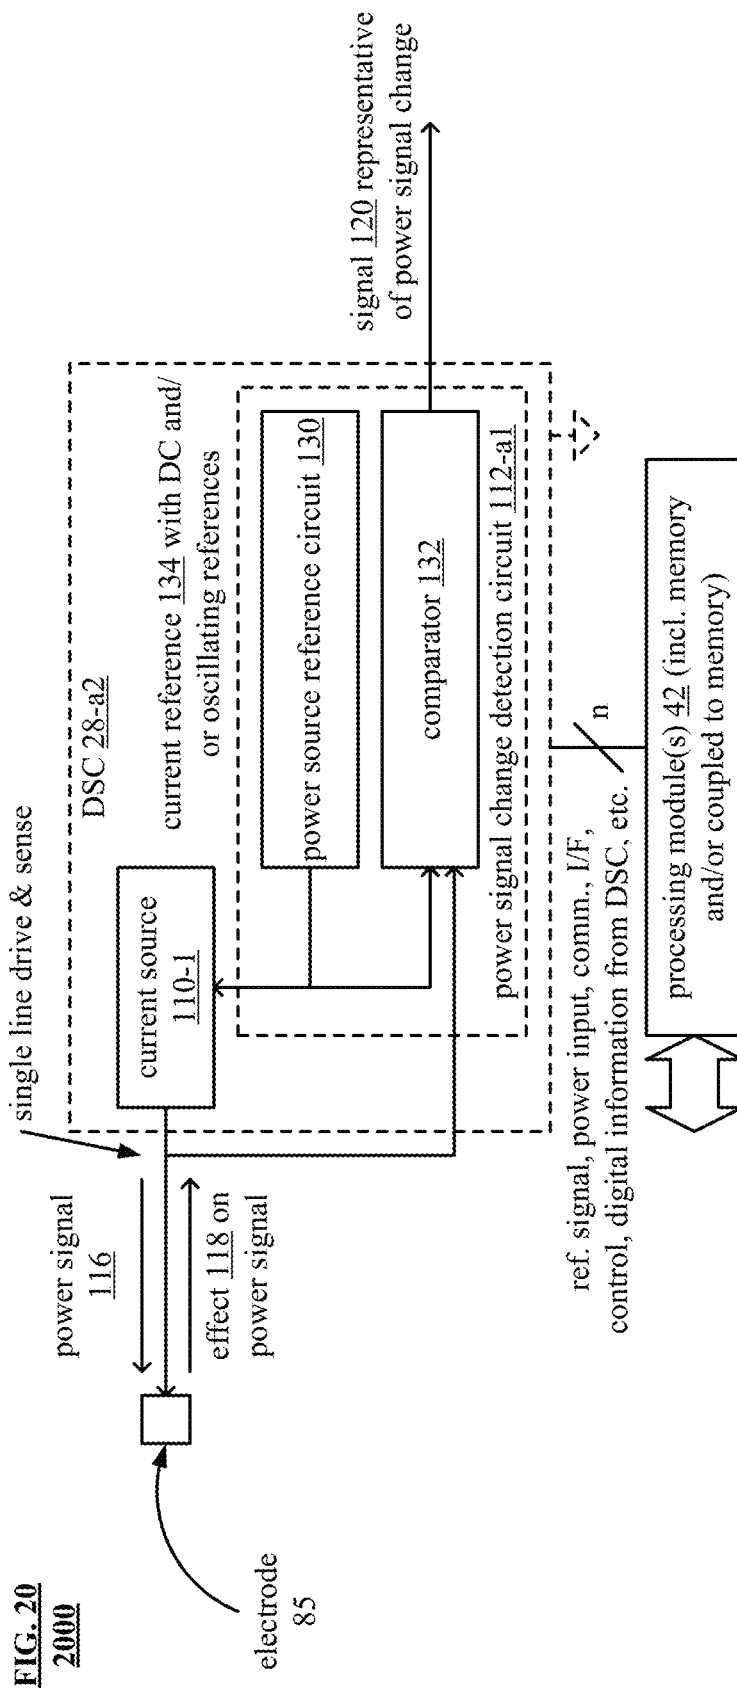 FIG. 20
2000
electrode
85
power signal
116
effect 118 on
power signal
single line drive & sense
DSC 28-a2
current source
110-1
current reference 134 with DC and/
or oscillating references
power source reference circuit 130
comparator 132
power signal change detection circuit 112-a1
signal 120 representative
of power signal change
n
ref. signal, power input, comm., I/F,
control, digital information from DSC, etc.
processing module(s) 42 (incl. memory
and/or coupled to memory)